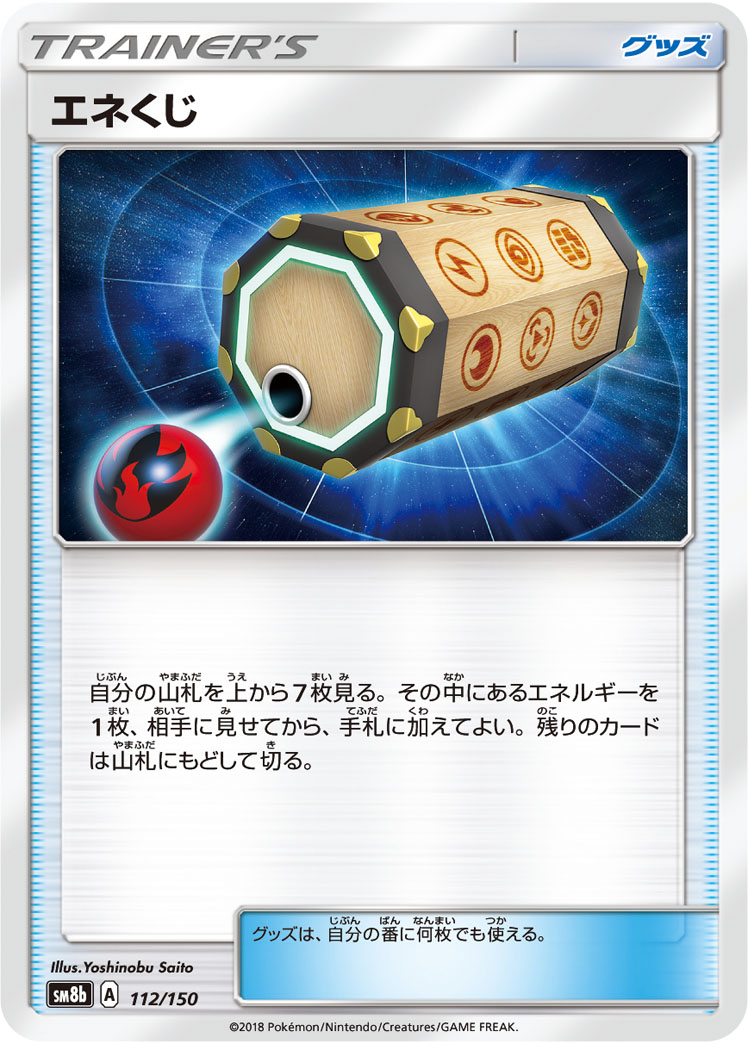 TRAINER'S
グッズ
エネくじ
自分の山札を上から7枚見る。その中にあるエネルギーを
1枚、相手に見せてから、手札に加えてよい。残りのカード
は山札にもどして切る。
グッズは、自分の番に何枚でも使える。
Illus.Yoshinobu Saito
SM8b A 112/150
©2018 Pokémon/Nintendo/Creatures/GAME FREAK.